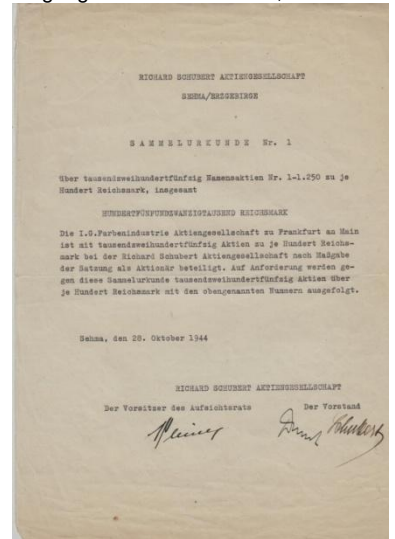 RICHARD SCHUBERT AKTIENGESELLSCHAFT
SEHMA/ERZGEBIRGE
SAMMELURKUNDE Nr. 1
über tausendzweihundertfünfzig Namensaktien Nr. 1-1.250 zu je
Hundert Reichsmark, insgesamt
HUNDERTFÜNFUNDZWANZIGTAUSEND REICHSMARK
Die I.G.Farbenindustrie Aktiengesellschaft zu Frankfurt am Main
ist mit tausendzweihundertfünfzig Aktien zu je Hundert Reichs-
mark bei der Richard Schubert Aktiengesellschaft nach Maßgabe
der Satzung als Aktionär beteiligt. Auf Anforderung werden ge-
gen diese Sammelurkunde tausendzweihundertfünfzig Aktien über
je Hundert Reichsmark mit den obengenannten Nummern ausgefolgt.
Sehma, den 28. Oktober 1944
RICHARD SCHUBERT AKTIENGESELLSCHAFT
Der Vorsitzer des Aufsichtsrats Der Vorstand
Schubert